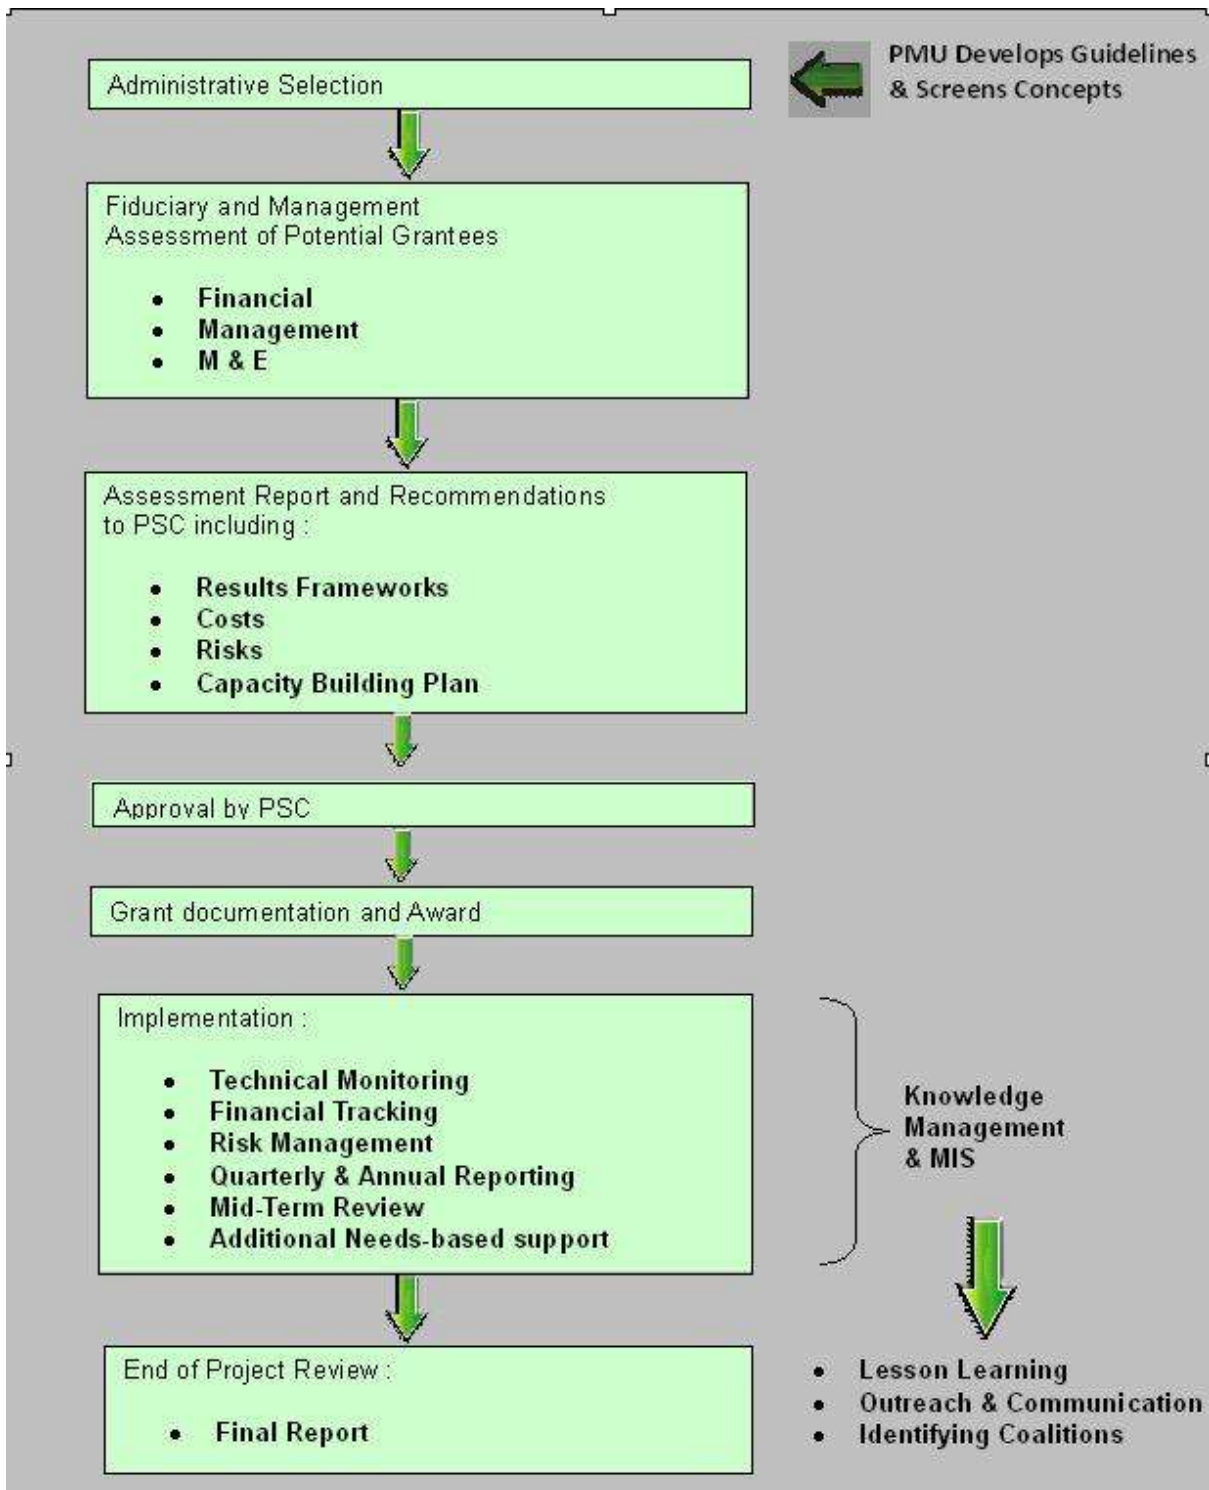 Administrative Selection
PMU Develops Guidelines
& Screens Concepts
Fiduciary and Management
Assessment of Potential Grantees
• Financial
• Management
• M & E
Assessment Report and Recommendations
to PSC including :
• Results Frameworks
• Costs
• Risks
• Capacity Building Plan
Approval by PSC
Grant documentation and Award
Implementation :
• Technical Monitoring
• Financial Tracking
• Risk Management
• Quarterly & Annual Reporting
• Mid-Term Review
• Additional Needs-based support
Knowledge
Management
& MIS
End of Project Review :
• Final Report
• Lesson Learning
• Outreach & Communication
• Identifying Coalitions